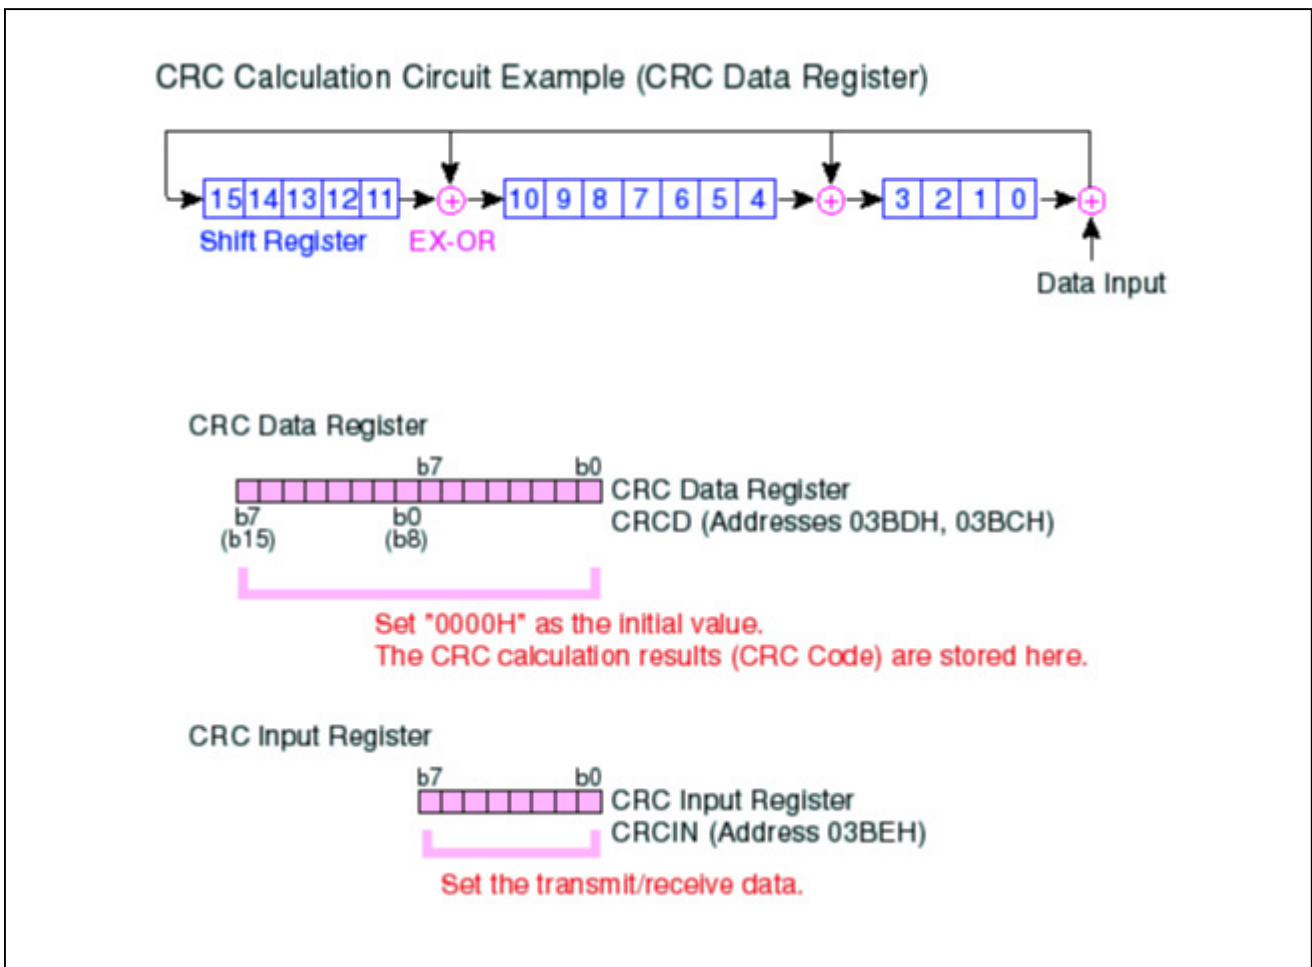 CRC Calculation Circuit Example (CRC Data Register)
15 14 13 12 11 + 10 9 8 7 6 5 4 + 3 2 1 0 +
Shift Register EX-OR
Data Input
CRC Data Register
b7 b0
CRC Data Register
b7 b0 CRCD (Addresses 03BDH, 03BCH)
(b15) (b8)
Set "0000H" as the initial value.
The CRC calculation results (CRC Code) are stored here.
CRC Input Register
b7 b0
CRC Input Register
CRCIN (Address 03BEH)
Set the transmit/receive data.